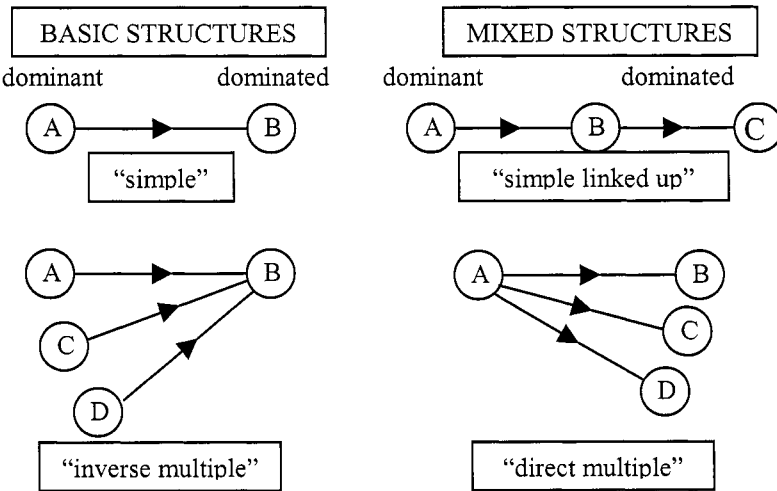 BASIC STRUCTURES
MIXED STRUCTURES
dominant dominated
dominated
dominant
A B
A B C
“simple”
“simple linked up”
A B
C
D
A B
C
D
“inverse multiple”
“direct multiple”